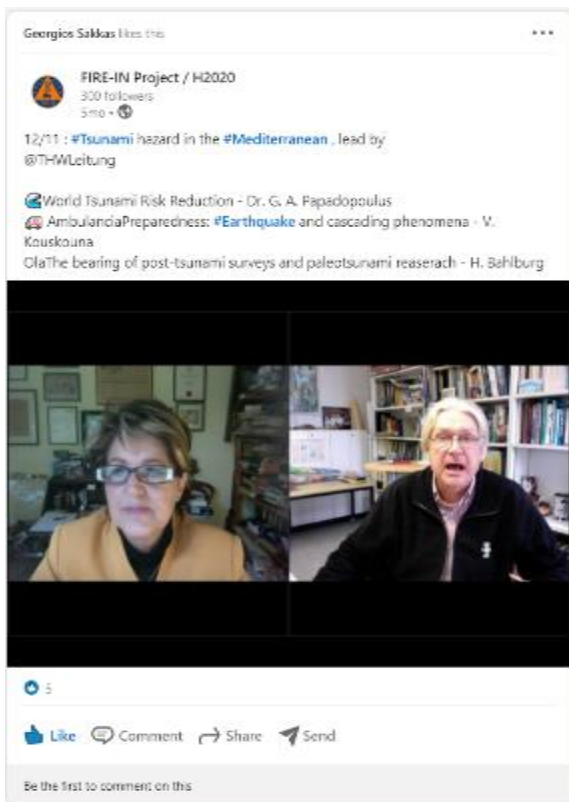 Georgios Sakkas likes this
FIRE-IN Project / H2020
300 followers
5mo •
12/11 : #Tsunami hazard in the #Mediterranean , lead by
@THWLeitung
World Tsunami Risk Reduction - Dr. G. A. Papadopoulus
AmbulanciaPreparedness: #Earthquake and cascading phenomena - V.
Kouskouna
OlaThe bearing of post-tsunami surveys and paleotsunami reaserach - H. Bahlburg
5
Like Comment Share Send
Be the first to comment on this